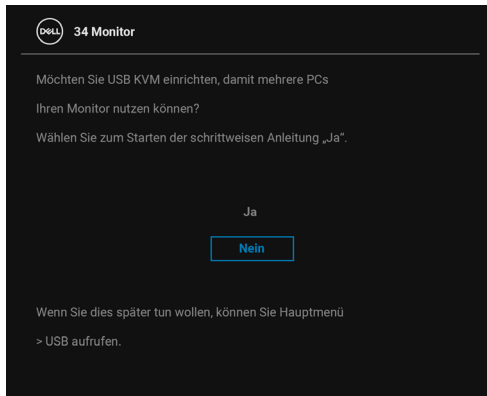 DELL 34 Monitor
Möchten Sie USB KVM einrichten, damit mehrere PCs
Ihren Monitor nutzen können?
Wählen Sie zum Starten der schrittweisen Anleitung „Ja“.
Ja
Nein
Wenn Sie dies später tun wollen, können Sie Hauptmenü
> USB aufrufen.